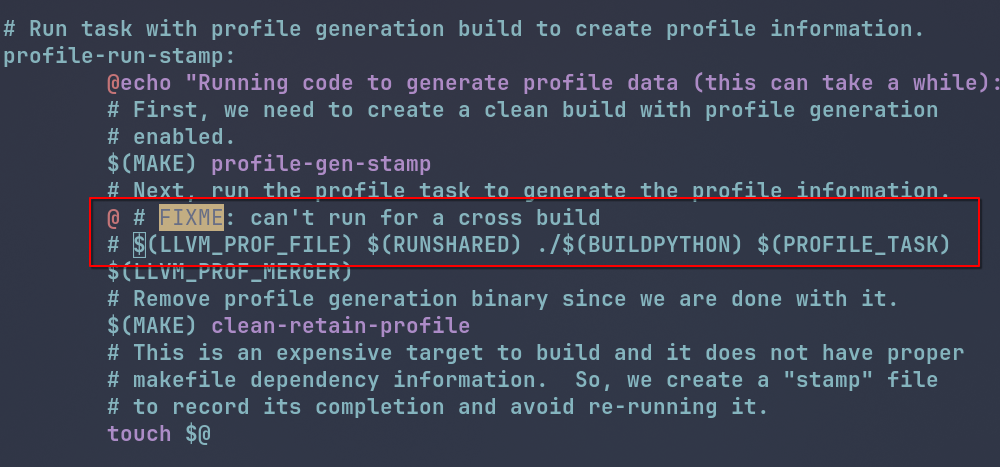 # Run task with profile generation build to create profile information.
profile-run-stamp:
@echo "Running code to generate profile data (this can take a while):
# First, we need to create a clean build with profile generation
# enabled.
$(MAKE) profile-gen-stamp
# Next, run the profile task to generate the profile information.
@ # FIXME: can't run for a cross build
# $(LLVM_PROF_FILE) $(RUNSHARED) ./$(BUILDPYTHON) $(PROFILE_TASK)
$(LLVM_PROF_MERGER)
# Remove profile generation binary since we are done with it.
$(MAKE) clean-retain-profile
# This is an expensive target to build and it does not have proper
# makefile dependency information.  So, we create a "stamp" file
# to record its completion and avoid re-running it.
touch $@